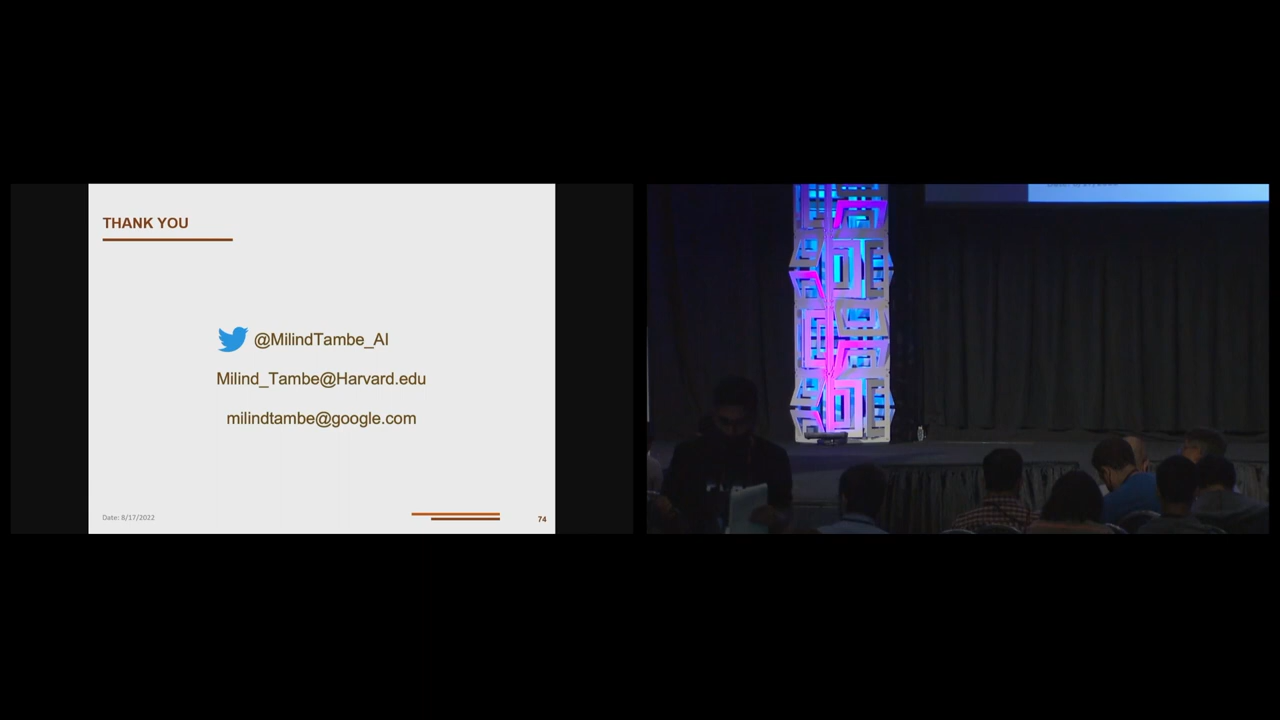 THANK YOU
@MilindTambe_AI
Milind_Tambe@Harvard.edu
milindtambe@google.com
Date: 8/17/2022
74